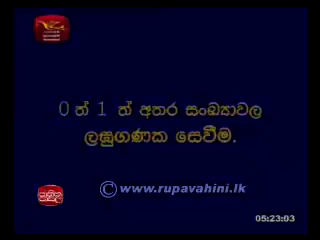 0 ත් 1 ත් අතර සංඛ්‍යාවල
ලඝුගණක සෙවීම.
©www.rupavahini.lk
05:23:03